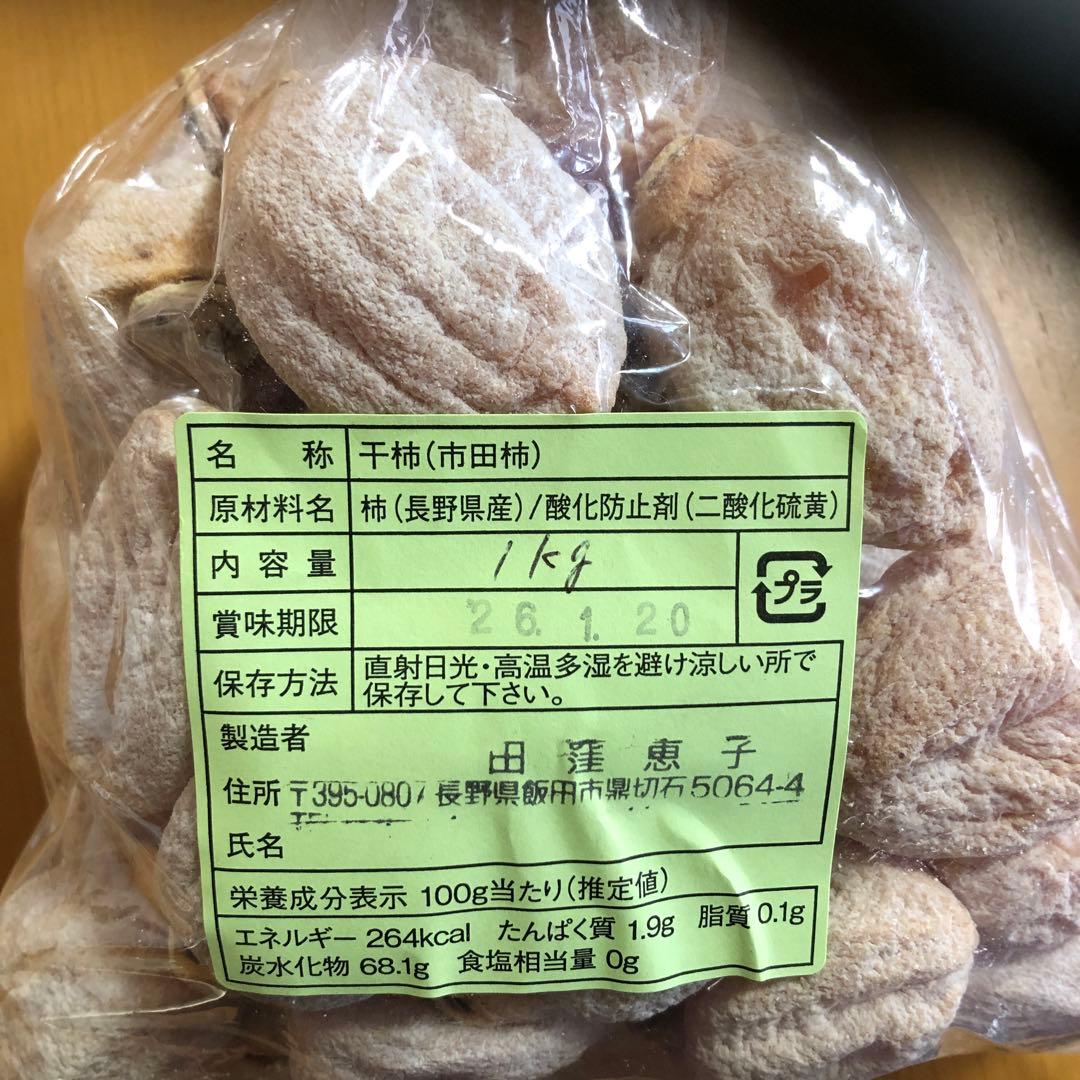 名称 干柿(市田柿)
原材料名 柿(長野県産)/酸化防止剤(二酸化硫黄)
内容量 1kg
プラ
賞味期限 26.1.20
保存方法 直射日光・高温多湿を避け涼しい所で
保存して下さい。
製造者 田窪恵子
住所 〒395-0807 長野県飯田市鼎切石5064-4
氏名
栄養成分表示 100g当たり(推定値)
エネルギー 264kcal たんぱく質 1.9g 脂質 0.1g
炭水化物 68.1g 食塩相当量 0g